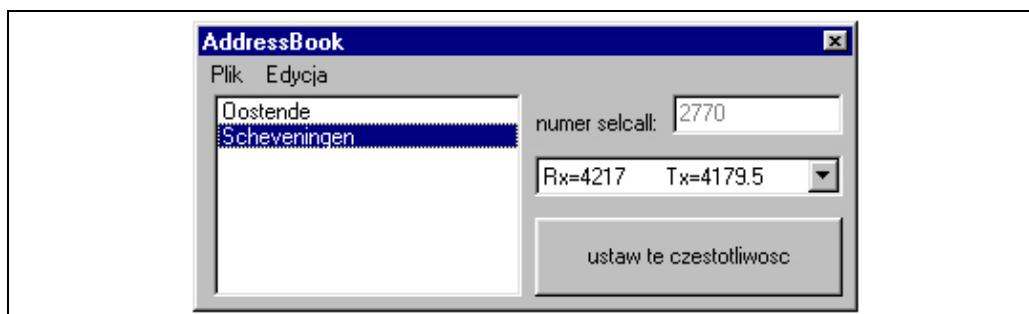 AddressBook
Plik Edycja
Oostende
Scheveningen
numer selcall: 2770
Rx=4217 Tx=4179.5
ustaw te czestotliwosc